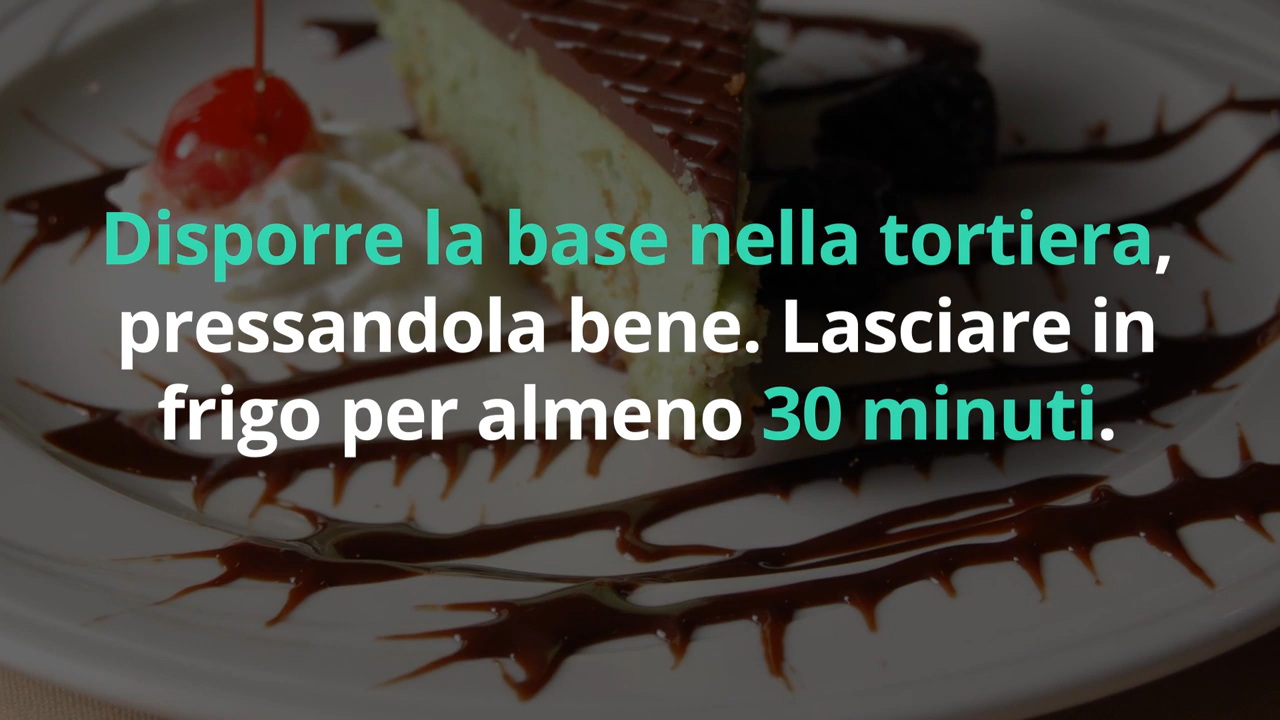 Disporre la base nella tortiera,
pressandola bene. Lasciare in
frigo per almeno 30 minuti.